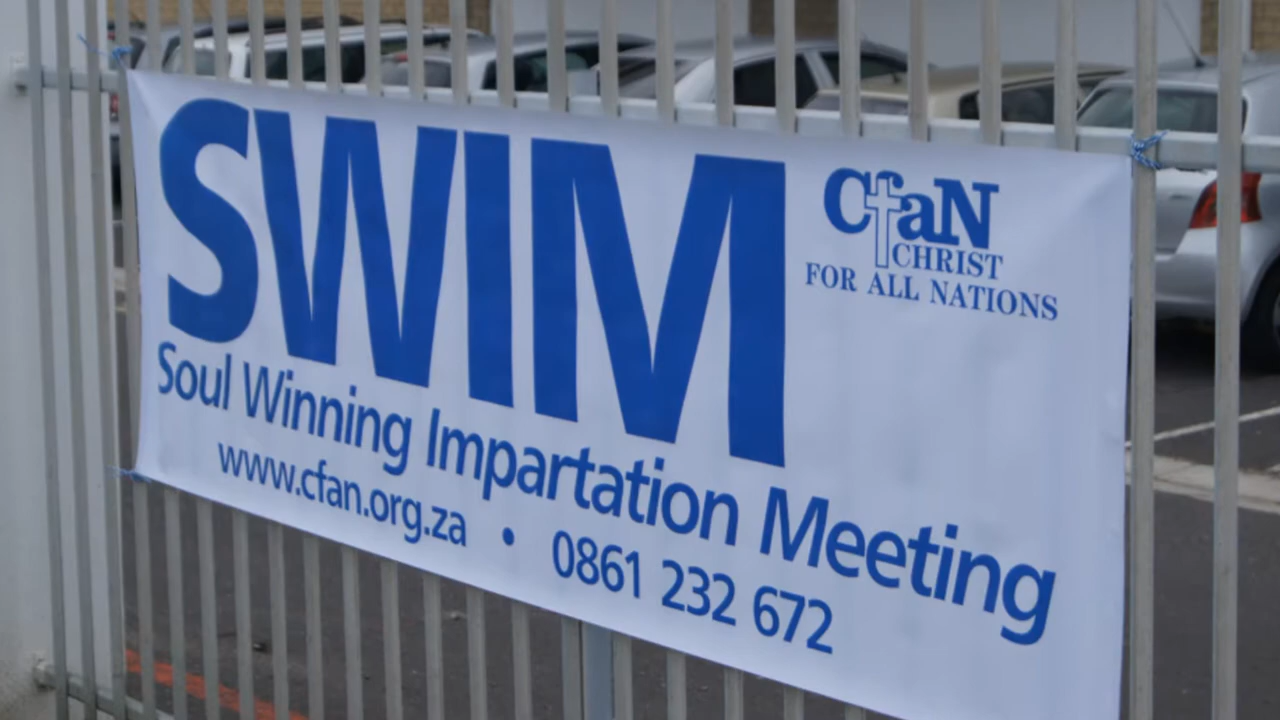 SWIM
CfaN
CHRIST
FOR ALL NATIONS
Soul Winning Impartation Meeting
www.cfan.org.za • 0861 232 672